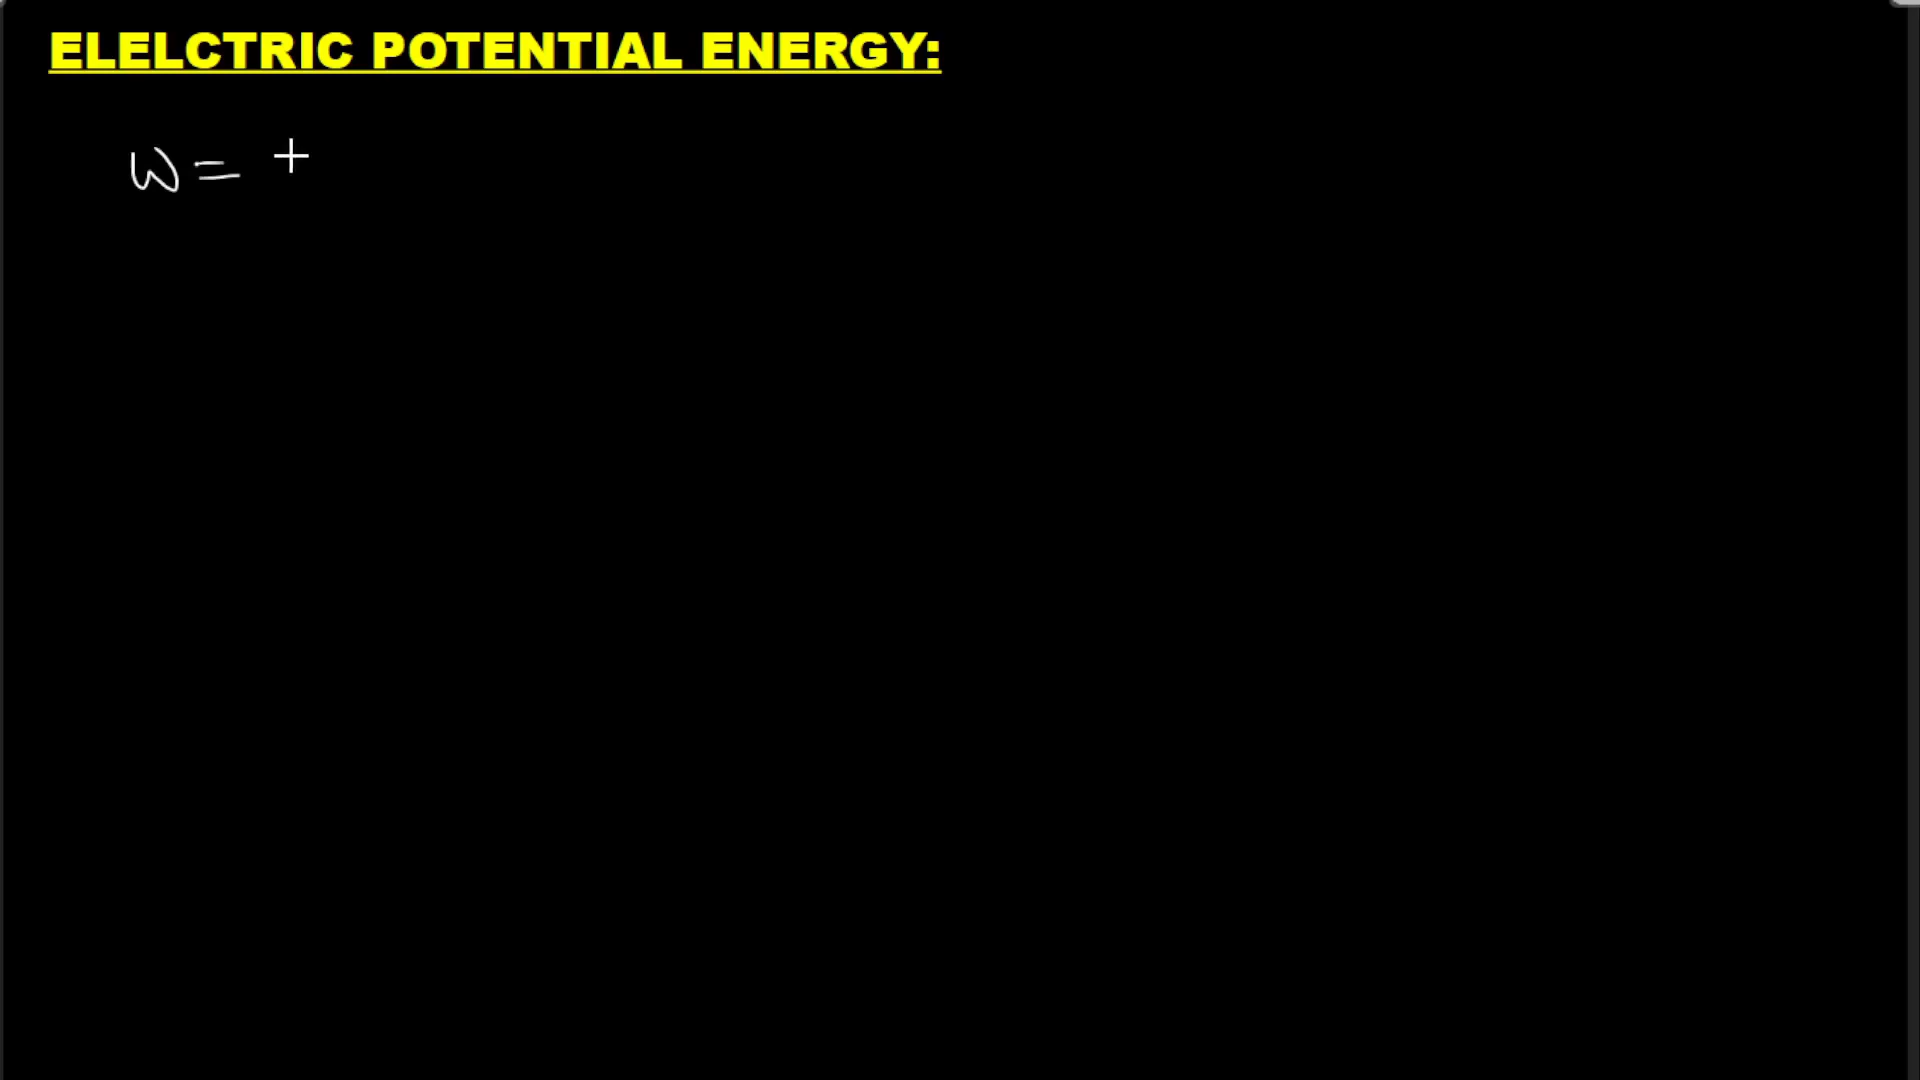 ELELCTRIC POTENTIAL ENERGY:
W = +